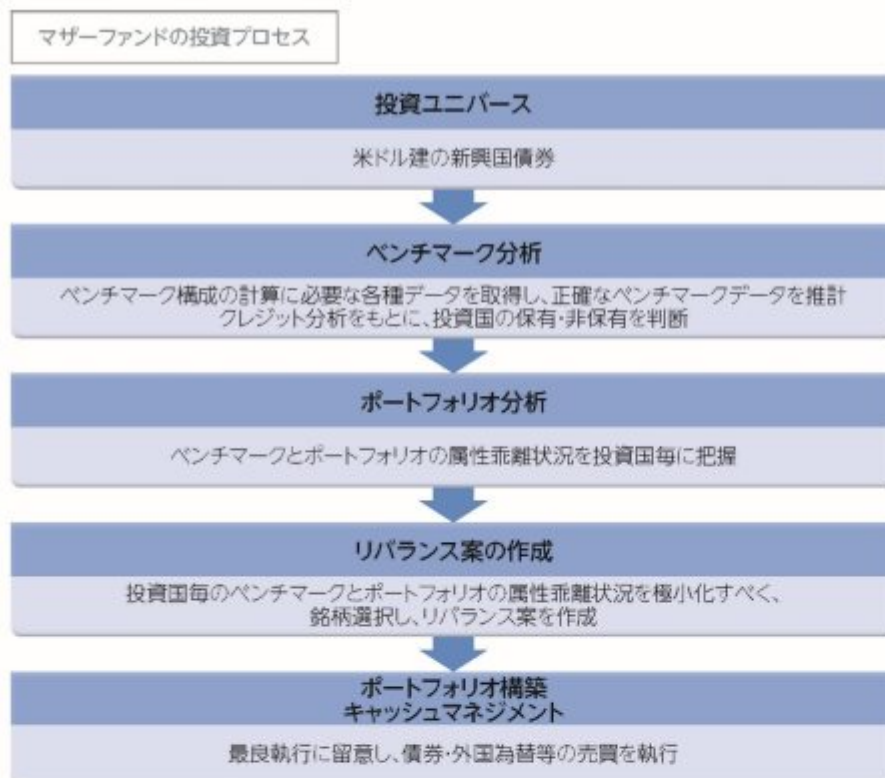 マザーファンドの投資プロセス
投資ユニバース
米ドル建の新興国債券
ベンチマーク分析
ベンチマーク構成の計算に必要な各種データを取得し、正確なベンチマークデータを推計
クレジット分析をもとに、投資国の保有・非保有を判断
ポートフォリオ分析
ベンチマークとポートフォリオの属性乖離状況を投資国毎に把握
リバランス案の作成
投資国毎のベンチマークとポートフォリオの属性乖離状況を極小化すべく、
銘柄選択し、リバランス案を作成
ポートフォリオ構築
キャッシュマネジメント
最良執行に留意し、債券・外国為替等の売買を執行